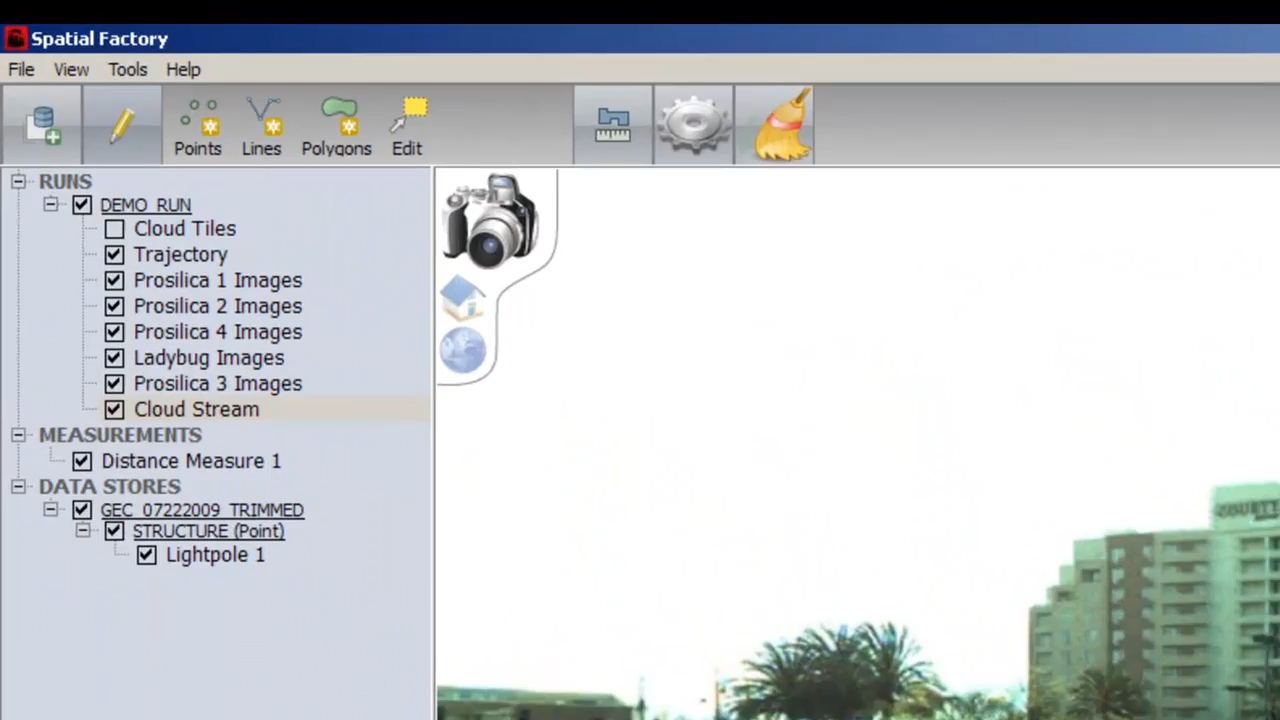 Spatial Factory
File View Tools Help
Points Lines Polygons Edit
RUNS
DEMO_RUN
Cloud Tiles
Trajectory
Prosilica 1 Images
Prosilica 2 Images
Prosilica 4 Images
Ladybug Images
Prosilica 3 Images
Cloud Stream
MEASUREMENTS
Distance Measure 1
DATA STORES
GEC_07222009_TRIMMED
STRUCTURE (Point)
Lightpole 1